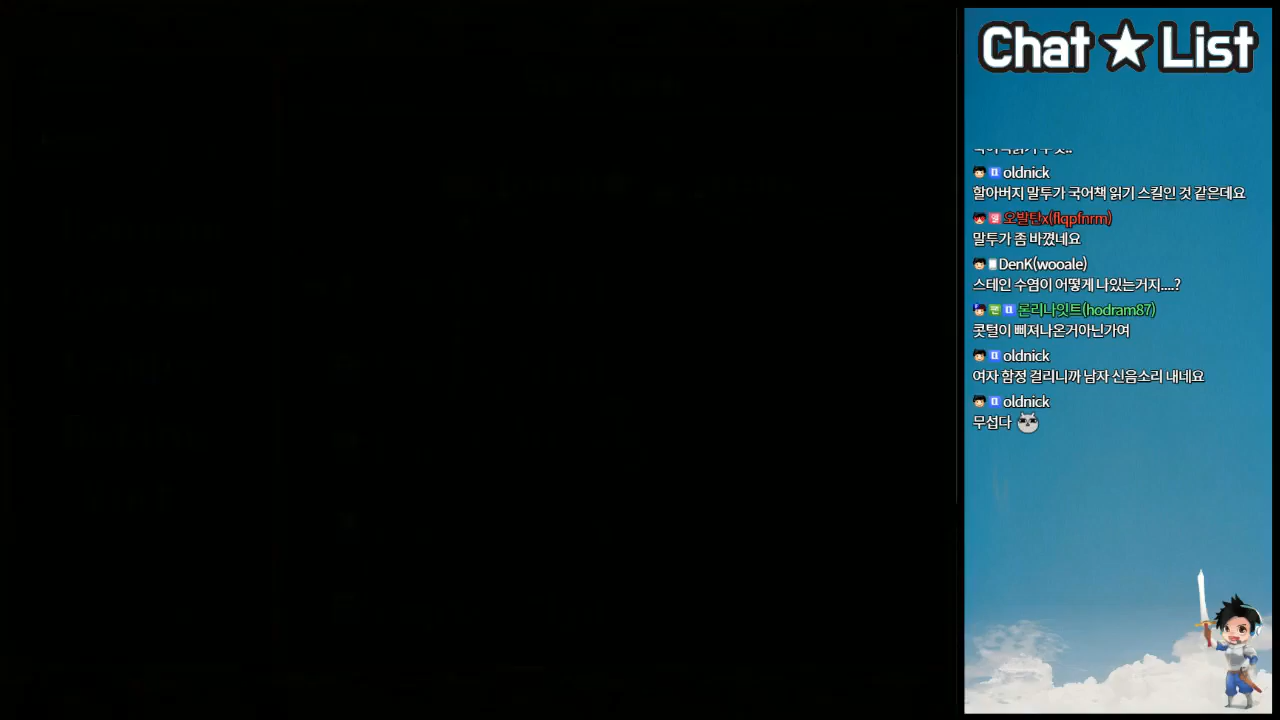 Chat ★ List
oldnick
할아버지 말투가 국어책 읽기 스킬인 것 같은데요
오발탄x(flqpfnrm)
말투가 좀 바꼈네요
DenK(wooale)
스테인 수염이 어떻게 나있는거지....?
론리나잇트(hodram87)
콧털이 삐져나온거아닌가여
oldnick
여자 함정 걸리니까 남자 신음소리 내네요
oldnick
무섭다